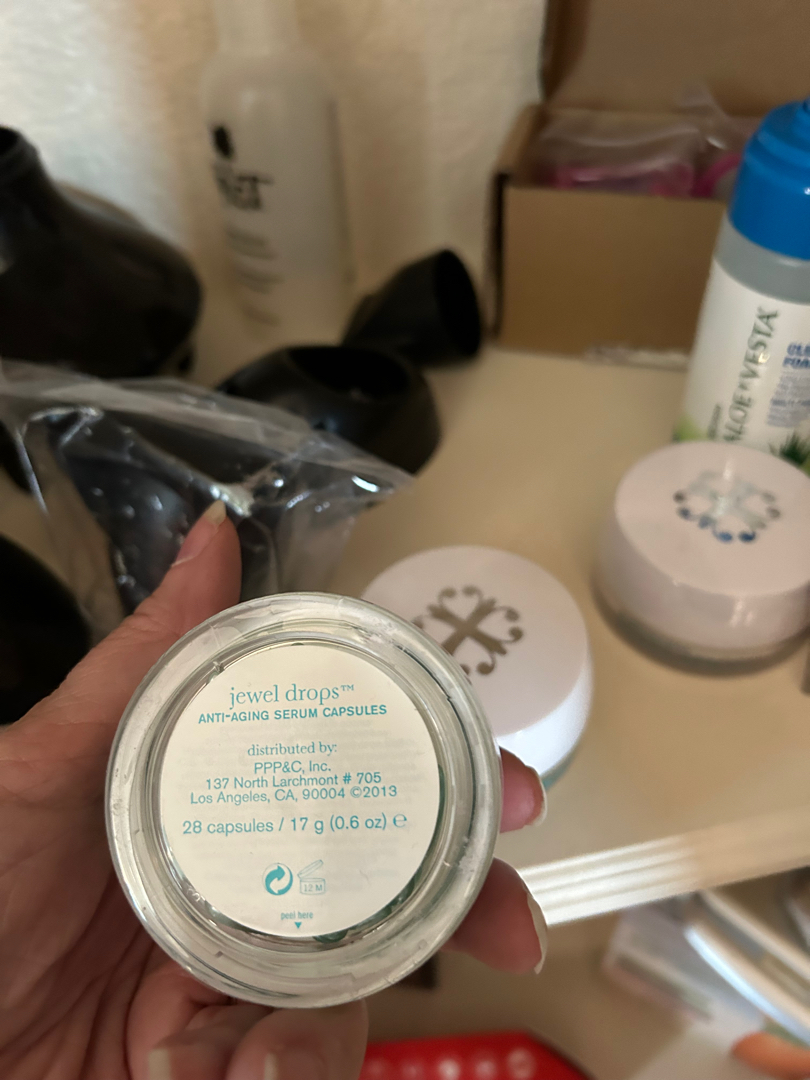 ALOE VESTA
jewel drops™
ANTI-AGING SERUM CAPSULES
distributed by:
PPP&C, Inc.
137 North Larchmont # 705
Los Angeles, CA, 90004 ©2013
28 capsules / 17 g (0.6 oz) ℮
12 M
peel here